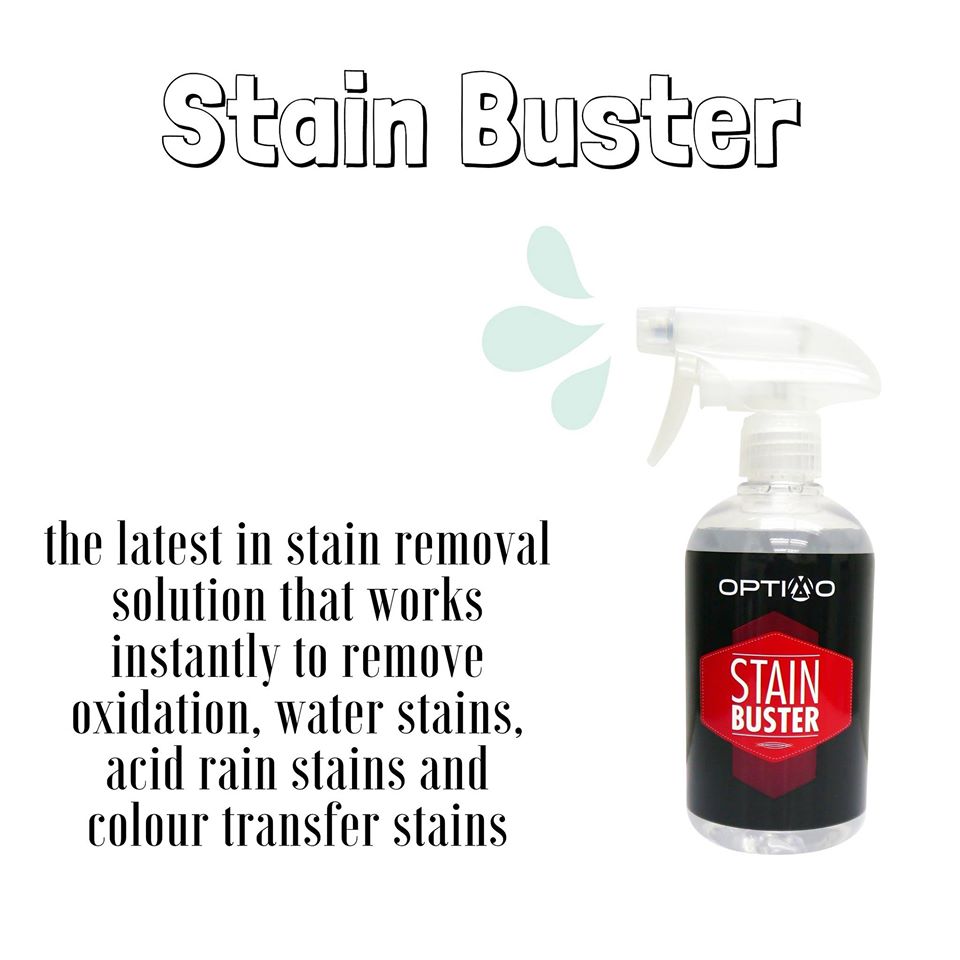 Stain Buster
the latest in stain removal
solution that works
instantly to remove
oxidation, water stains,
acid rain stains and
colour transfer stains
OPTIMO
STAIN
BUSTER